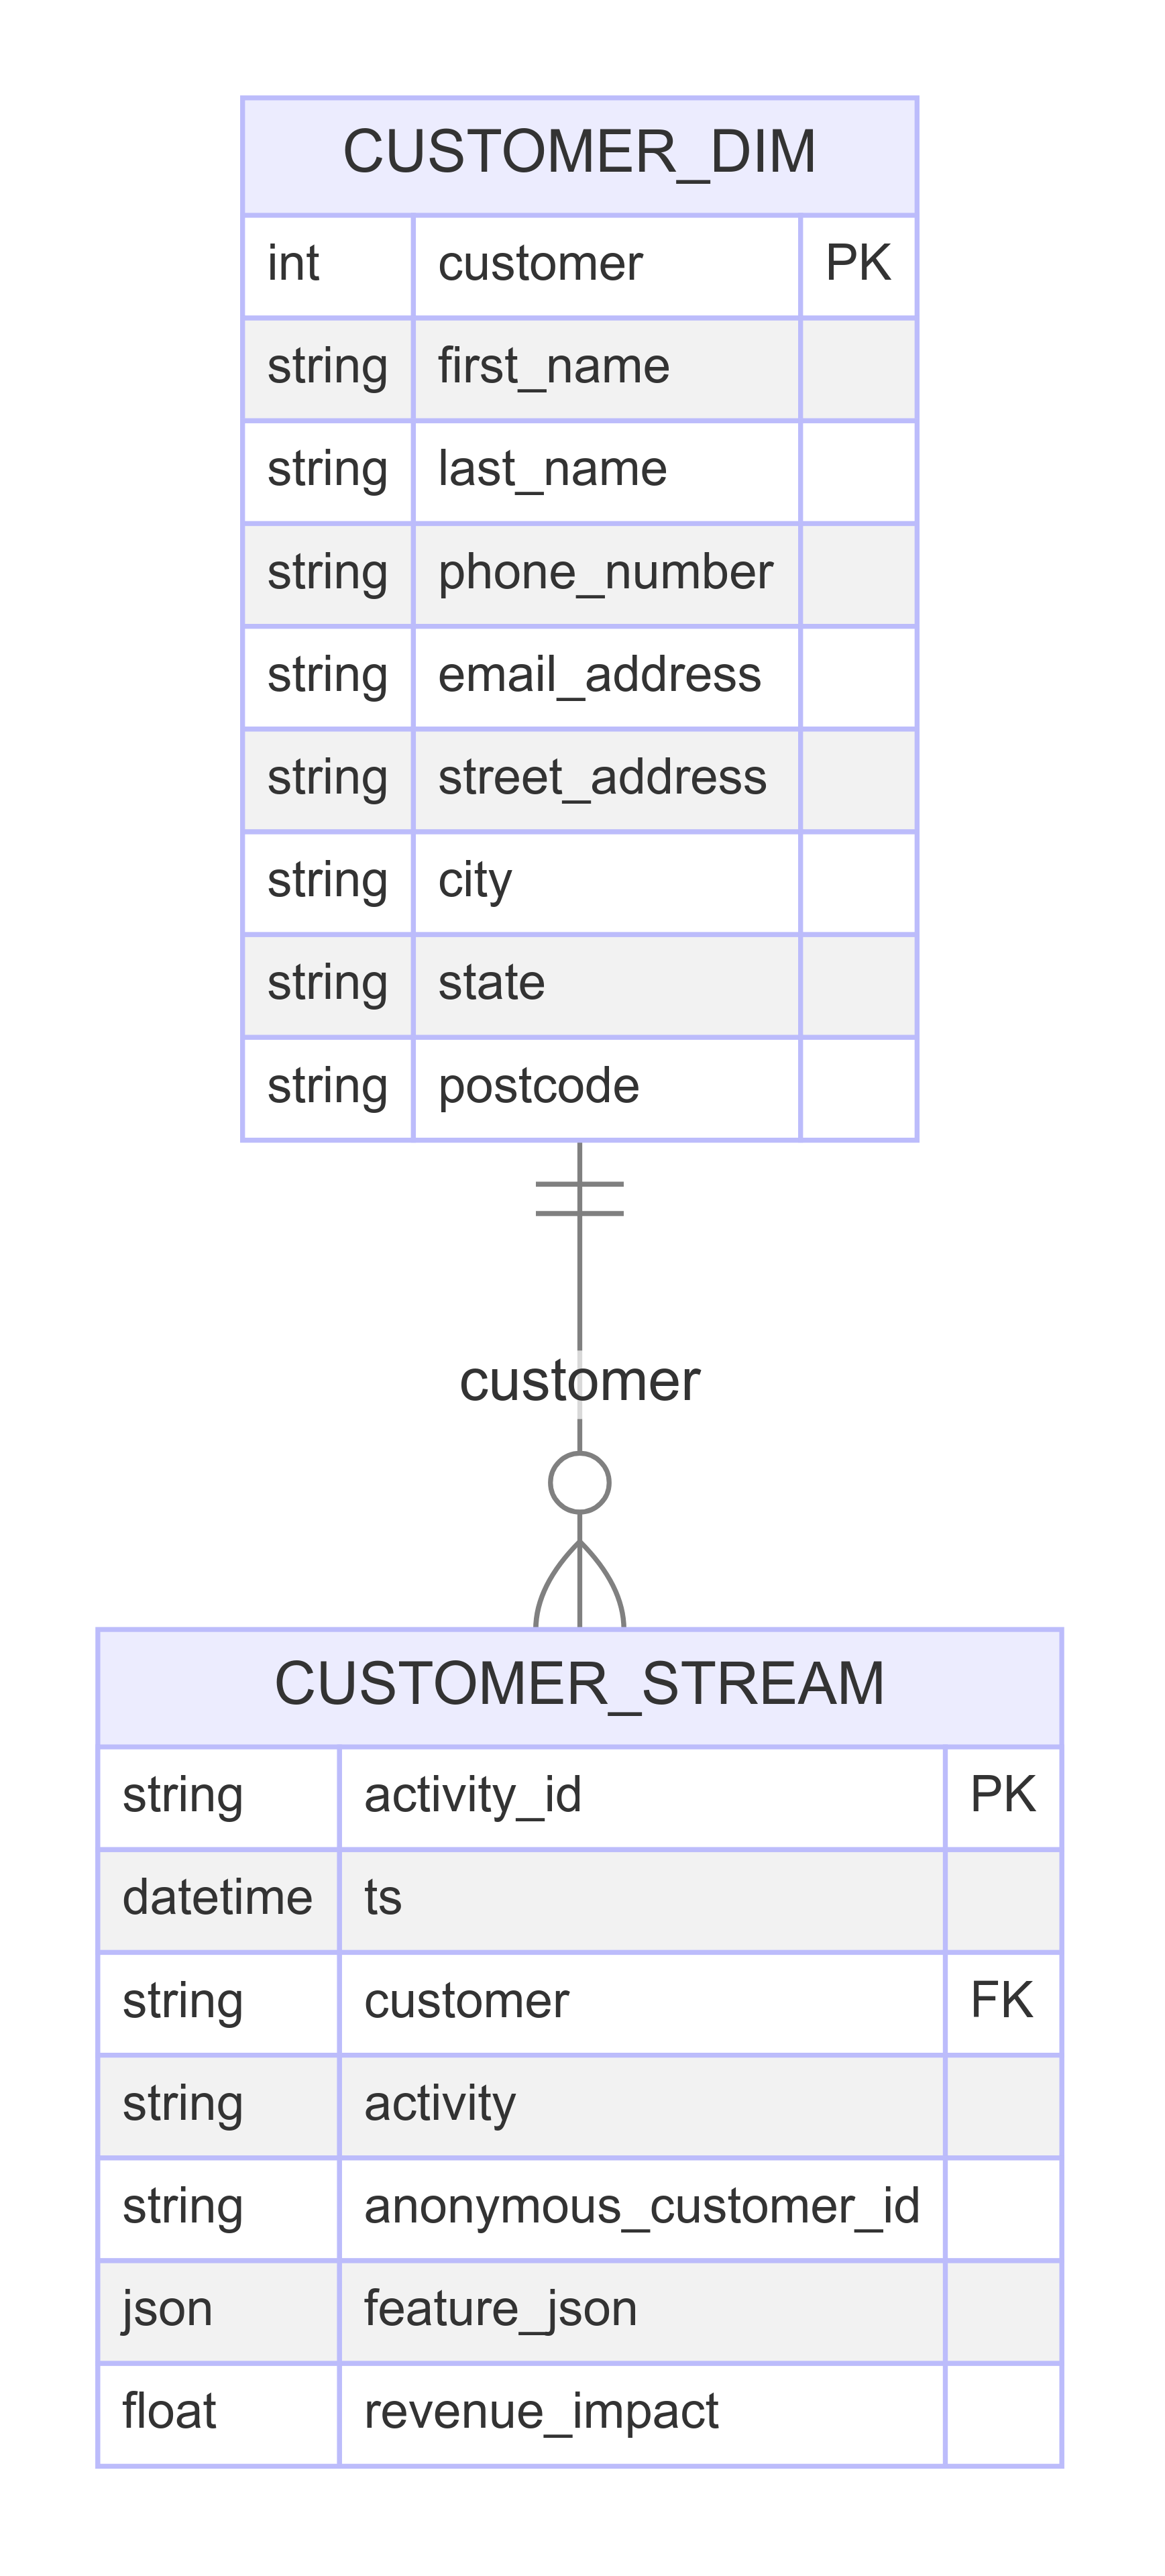 CUSTOMER_DIM
int customer PK
string first_name
string last_name
string phone_number
string email_address
string street_address
string city
string state
string postcode
customer
CUSTOMER_STREAM
string activity_id PK
datetime ts
string customer FK
string activity
string anonymous_customer_id
json feature_json
float revenue_impact